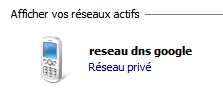 Afficher vos réseaux actifs
reseau dns google
Réseau privé